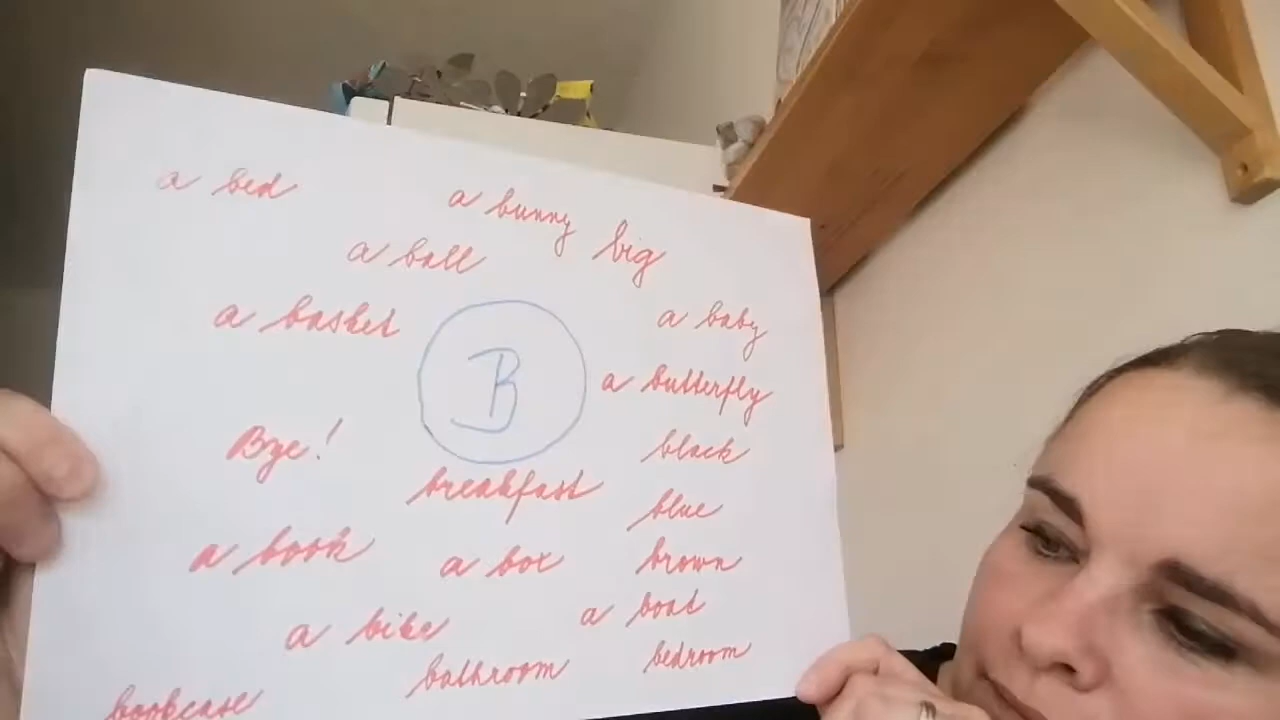 a bed
a bunny
big
a ball
a basket
a baby
B
a butterfly
Bye!
black
breakfast
blue
a book
a box
brown
a boat
a bike
bathroom
bedroom
bookcase